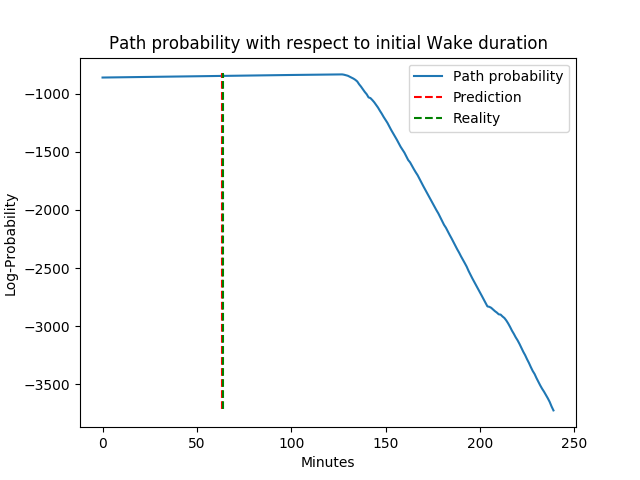 Path probability with respect to initial Wake duration
Path probability
Prediction
Reality
Log-Probability
−1000
−1500
−2000
−2500
−3000
−3500
0 50 100 150 200 250
Minutes